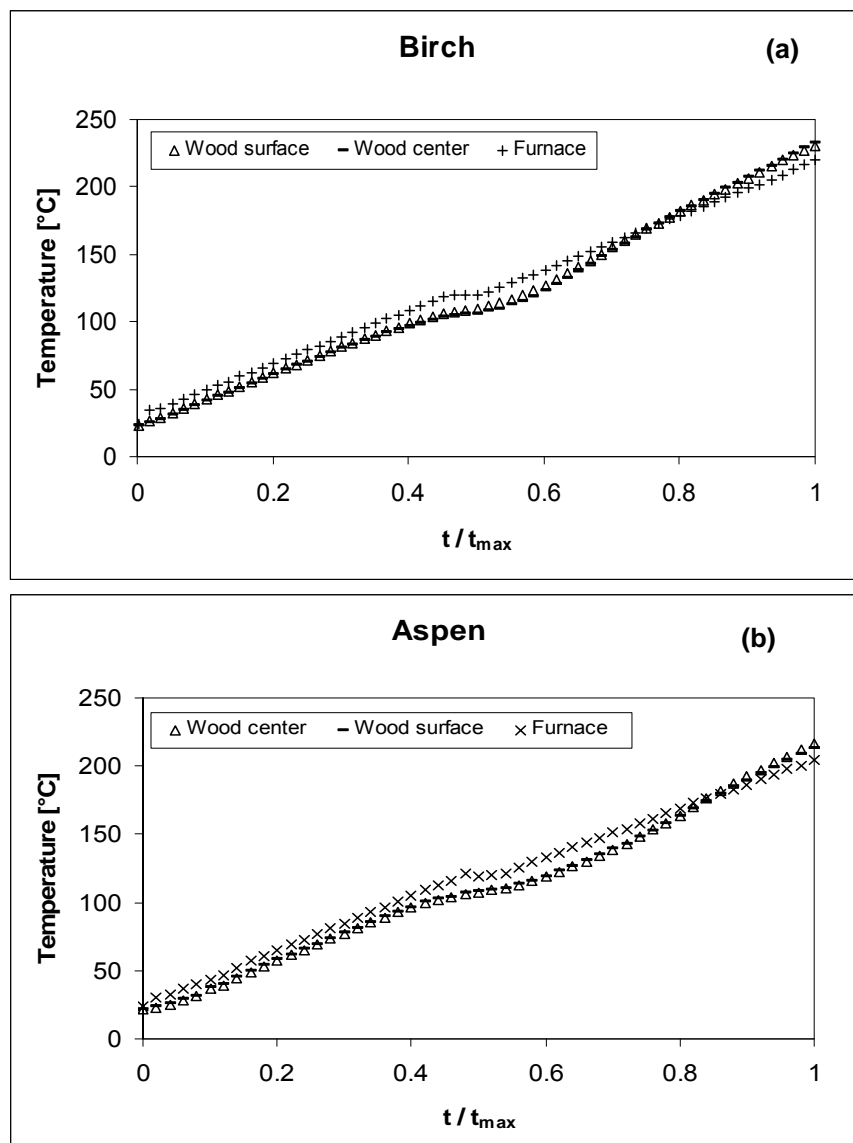 Birch (a)
250
200
150
100
50
0
Temperature [°C]
Wood surface Wood center Furnace
0 0.2 0.4 0.6 0.8 1
t / tmax
Aspen (b)
250
200
150
100
50
0
Temperature [°C]
Wood center Wood surface Furnace
0 0.2 0.4 0.6 0.8 1
t / tmax